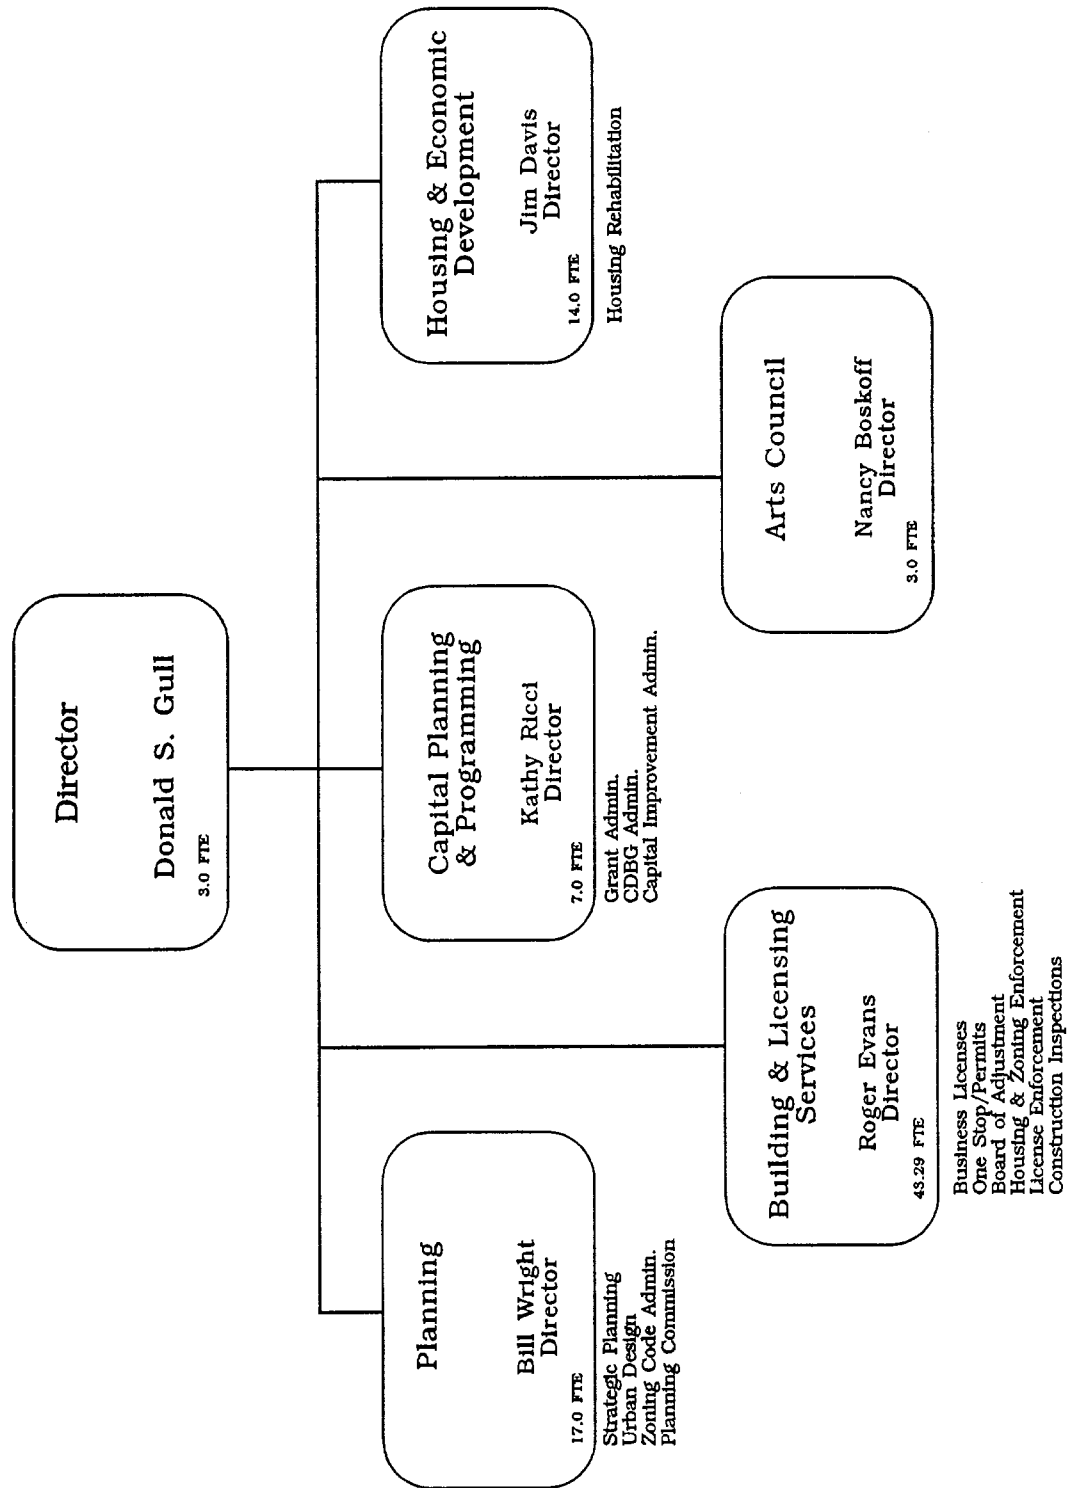 Director
Donald S. Gull
3.0 FTE
Planning
Bill Wright
Director
17.0 FTE
Strategic Planning
Urban Design
Zoning Code Admin.
Planning Commission
Capital Planning
& Programming
Kathy Ricci
Director
7.0 FTE
Grant Admin.
CDBG Admin.
Capital Improvement Admin.
Housing & Economic
Development
Jim Davis
Director
14.0 FTE
Housing Rehabilitation
Building & Licensing
Services
Roger Evans
Director
43.29 FTE
Business Licenses
One Stop/Permits
Board of Adjustment
Housing & Zoning Enforcement
License Enforcement
Construction Inspections
Arts Council
Nancy Boskoff
Director
3.0 FTE